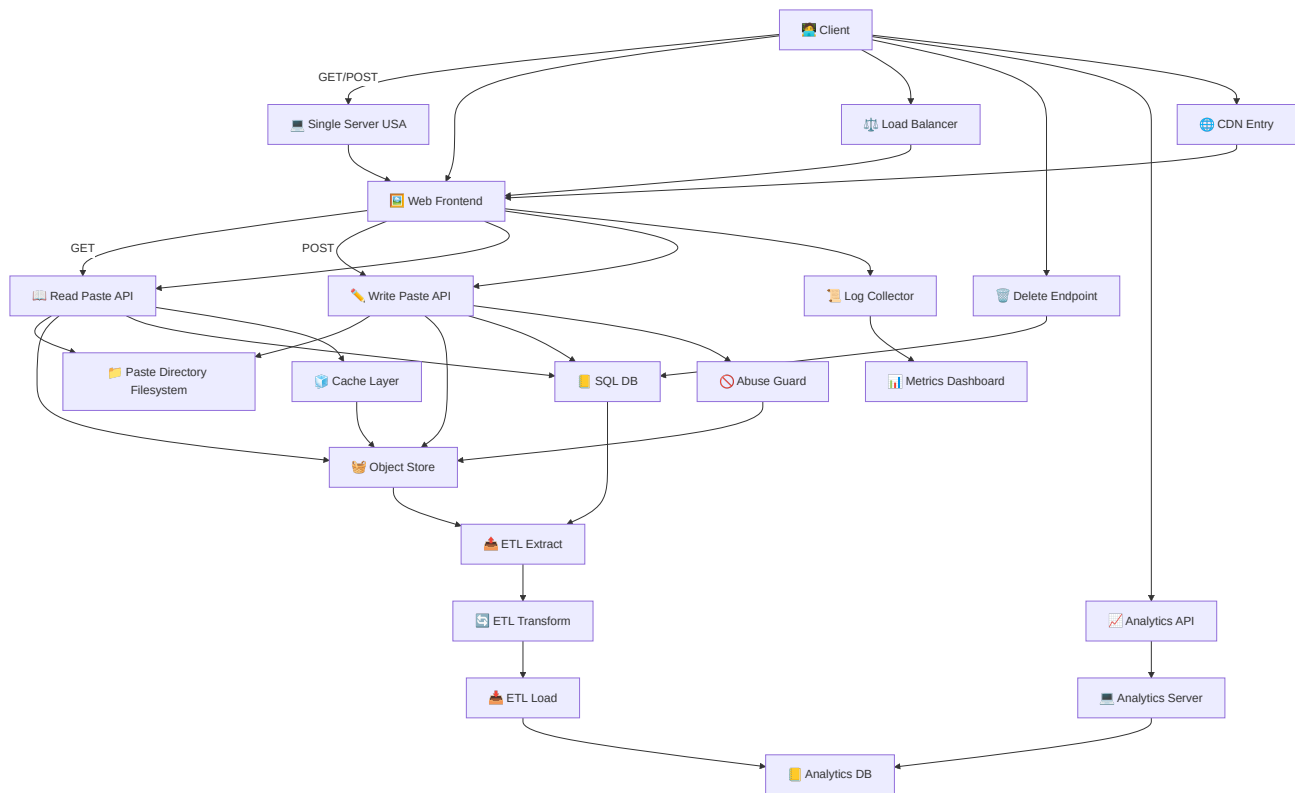 🧑‍💻 Client
GET/POST
💻 Single Server USA
⚖️ Load Balancer
🌐 CDN Entry
🖼️ Web Frontend
GET
POST
📖 Read Paste API
✏️ Write Paste API
📜 Log Collector
🗑️ Delete Endpoint
📁 Paste Directory
Filesystem
🧊 Cache Layer
📒 SQL DB
🚫 Abuse Guard
📊 Metrics Dashboard
🧺 Object Store
📤 ETL Extract
🔄 ETL Transform
📈 Analytics API
📥 ETL Load
💻 Analytics Server
📒 Analytics DB